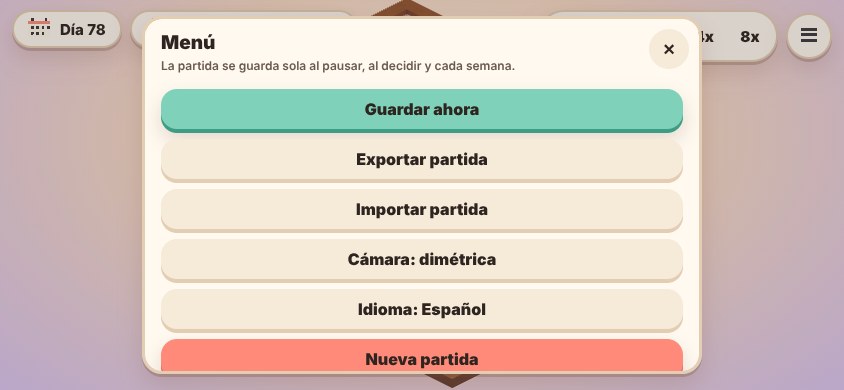 Día 78
Menú
La partida se guarda sola al pausar, al decidir y cada semana.
8x
Guardar ahora
Exportar partida
Importar partida
Cámara: dimétrica
Idioma: Español
Nueva partida